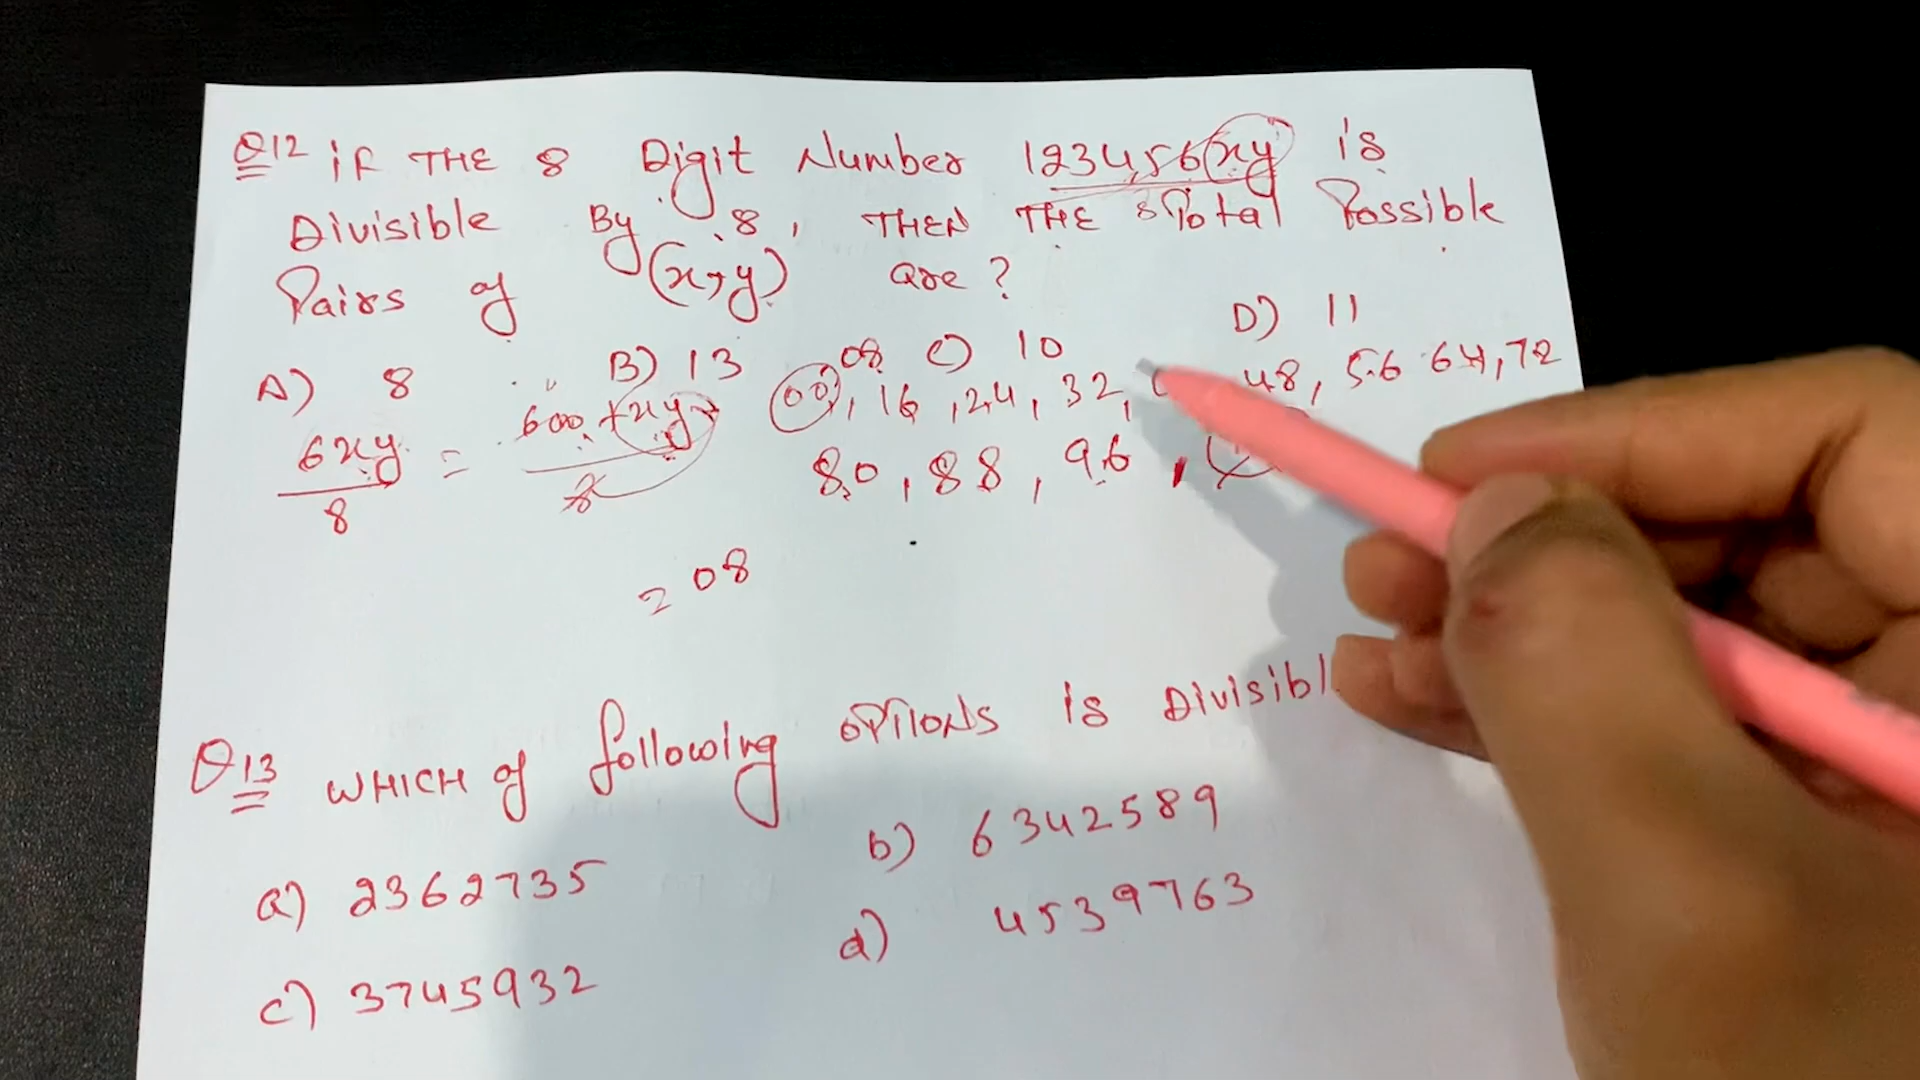 Q12 iF THE 8 Digit Number 123456xy is
Divisible By 8, THEN THE Total Possible
Pairs of (x,y) are?
A) 8 B) 13 C) 10 D) 11
6xy/8 = 600+xy/8
00, 08, 16, 24, 32, 48, 56 64, 72
80, 88, 96,
= 08
Q13 WHICH of following OPTIONS is Divisibl
a) 2362735 b) 6342589
c) 3745932 d) 4539763